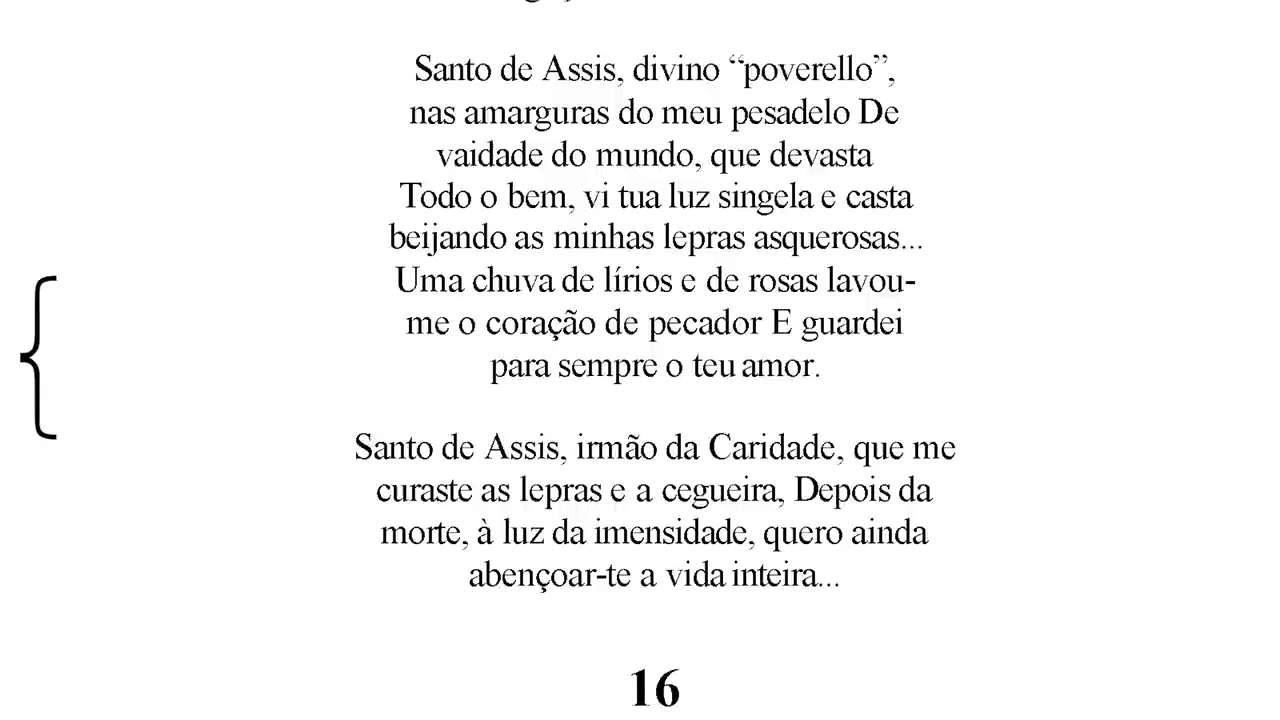 Santo de Assis, divino “poverello”,
nas amarguras do meu pesadelo De
vaidade do mundo, que devasta
Todo o bem, vi tua luz singela e casta
beijando as minhas lepras asquerosas...
Uma chuva de lírios e de rosas lavou-
me o coração de pecador E guardei
para sempre o teu amor.
Santo de Assis, irmão da Caridade, que me
curaste as lepras e a cegueira, Depois da
morte, à luz da imensidade, quero ainda
abençoar-te a vida inteira...
16